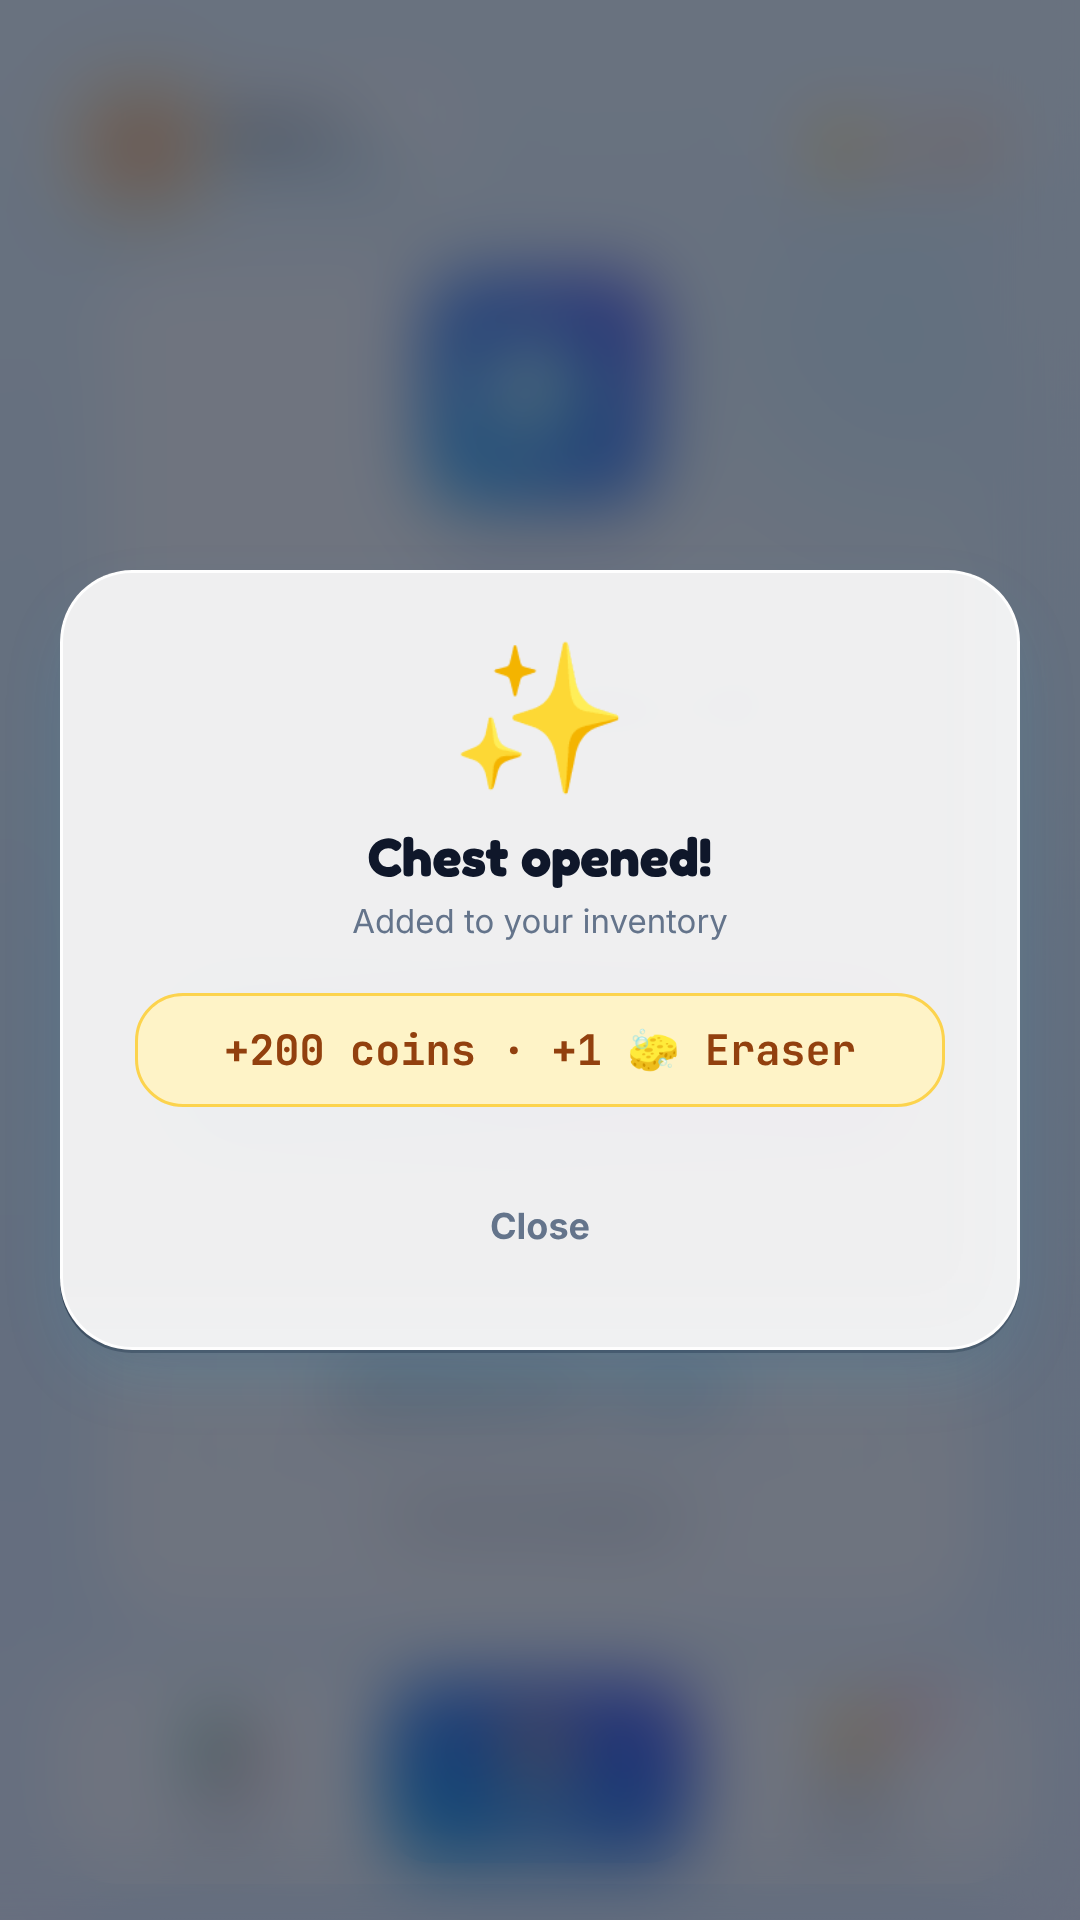 Chest opened!
Added to your inventory
+200 coins · +1 🧽 Eraser
Close